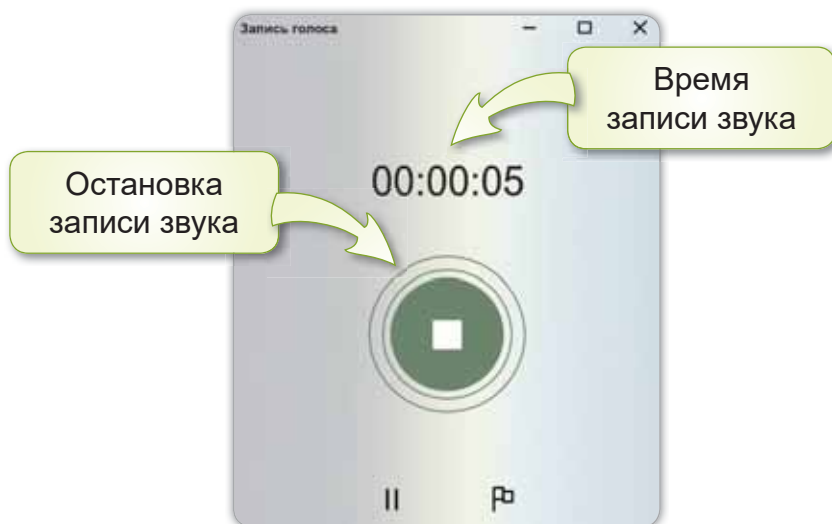 Запись голоса
Время
записи звука
00:00:05
Остановка
записи звука